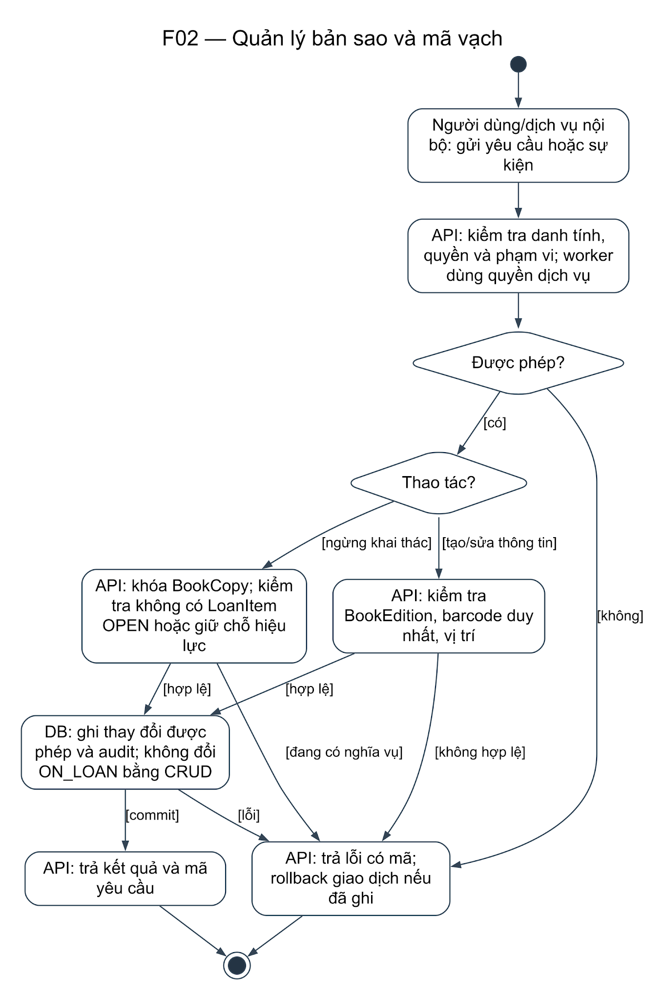 F02 — Quản lý bản sao và mã vạch
Người dùng/dịch vụ nội
bộ: gửi yêu cầu hoặc sự
kiện
API: kiểm tra danh tính,
quyền và phạm vi; worker
dùng quyền dịch vụ
Được phép?
[có]
Thao tác?
[ngừng khai thác]
[tạo/sửa thông tin]
API: khóa BookCopy; kiểm
tra không có LoanItem
OPEN hoặc giữ chỗ hiệu
lực
API: kiểm tra
BookEdition, barcode duy
nhất, vị trí
[không]
[hợp lệ]
[hợp lệ]
DB: ghi thay đổi được
phép và audit; không đổi
ON_LOAN bằng CRUD
[đang có nghĩa vụ]
[không hợp lệ]
[commit]
[lỗi]
API: trả kết quả và mã
yêu cầu
API: trả lỗi có mã;
rollback giao dịch nếu
đã ghi